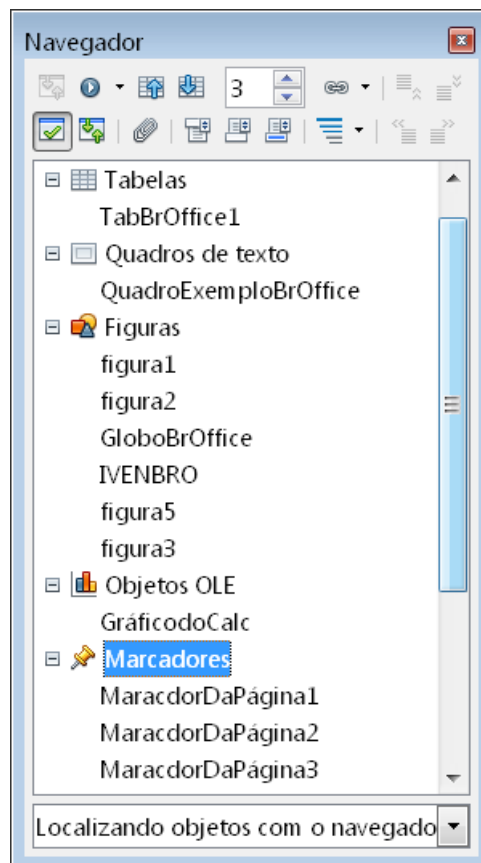 Navegador
3
Tabelas
TabBrOffice1
Quadros de texto
QuadroExemploBrOffice
Figuras
figura1
figura2
GloboBrOffice
IVENBRO
figura5
figura3
Objetos OLE
GráficodoCalc
Marcadores
MaracdorDaPágina1
MaracdorDaPágina2
MaracdorDaPágina3
Localizando objetos com o navegado